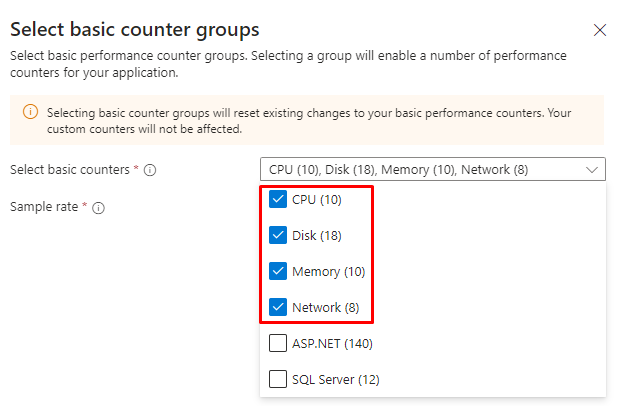 Select basic counter groups
Select basic performance counter groups. Selecting a group will enable a number of performance
counters for your application.
Selecting basic counter groups will reset existing changes to your basic performance counters. Your
custom counters will not be affected.
Select basic counters *
CPU (10), Disk (18), Memory (10), Network (8)
Sample rate *
CPU (10)
Disk (18)
Memory (10)
Network (8)
ASP.NET (140)
SQL Server (12)